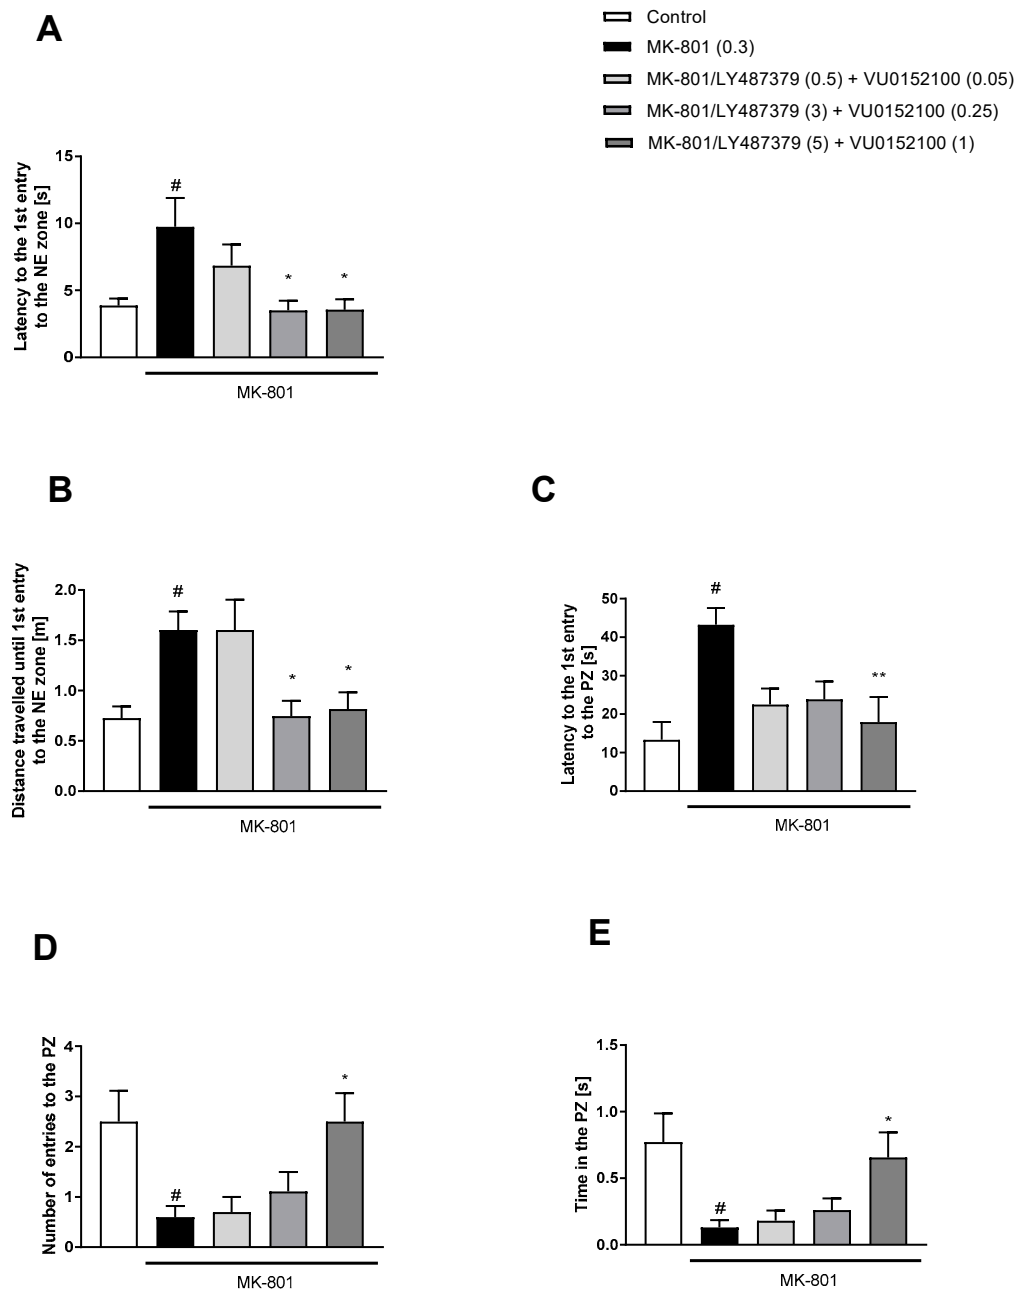 A
Control
MK-801 (0.3)
MK-801/LY487379 (0.5) + VU0152100 (0.05)
MK-801/LY487379 (3) + VU0152100 (0.25)
MK-801/LY487379 (5) + VU0152100 (1)
Latency to the 1st entry
to the NE zone [s]
15
10
5
0
#
*
*
MK-801
B
Distance travelled until 1st entry
to the NE zone [m]
2.0
1.5
1.0
0.5
0.0
#
*
*
MK-801
C
Latency to the 1st entry
to the PZ [s]
50
40
30
20
10
0
#
**
MK-801
D
Number of entries to the PZ
4
3
2
1
0
#
*
MK-801
E
Time in the PZ [s]
1.5
1.0
0.5
0.0
#
*
MK-801